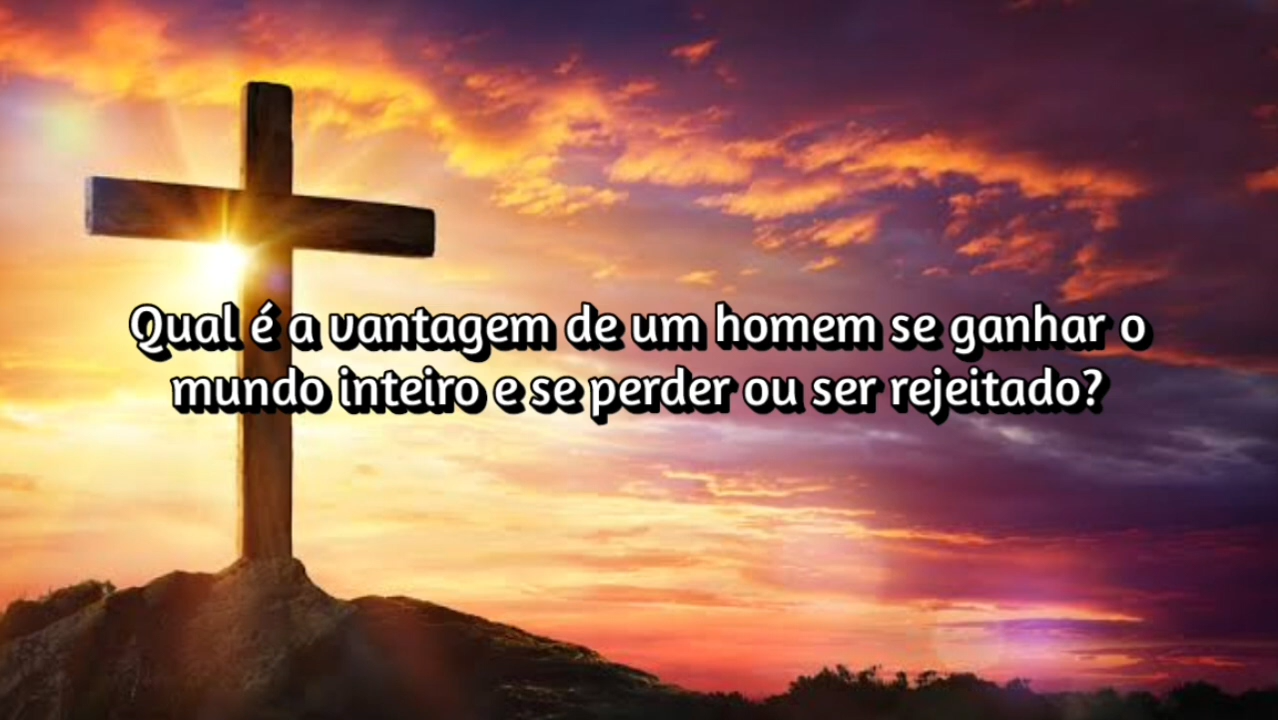 Qual é a vantagem de um homem se ganhar o
mundo inteiro e se perder ou ser rejeitado?